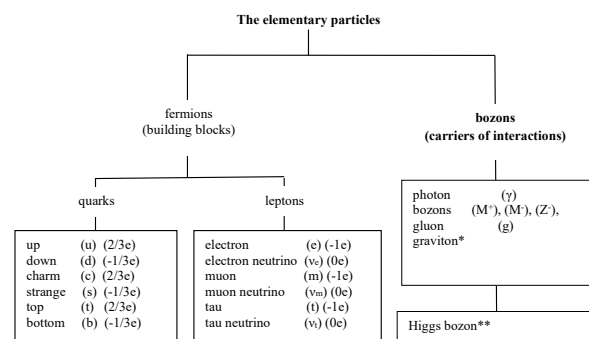 The elementary particles
fermions
(building blocks)
bozons
(carriers of interactions)
quarks
leptons
up (u) (2/3e)
down (d) (-1/3e)
charm (c) (2/3e)
strange (s) (-1/3e)
top (t) (2/3e)
bottom (b) (-1/3e)
electron (e) (-1e)
electron neutrino (νe) (0e)
muon (m) (-1e)
muon neutrino (νm) (0e)
tau (t) (-1e)
tau neutrino (νt) (0e)
photon (γ)
bozons (M⁺), (M⁻), (Z⁻),
gluon (g)
graviton*
Higgs bozon**